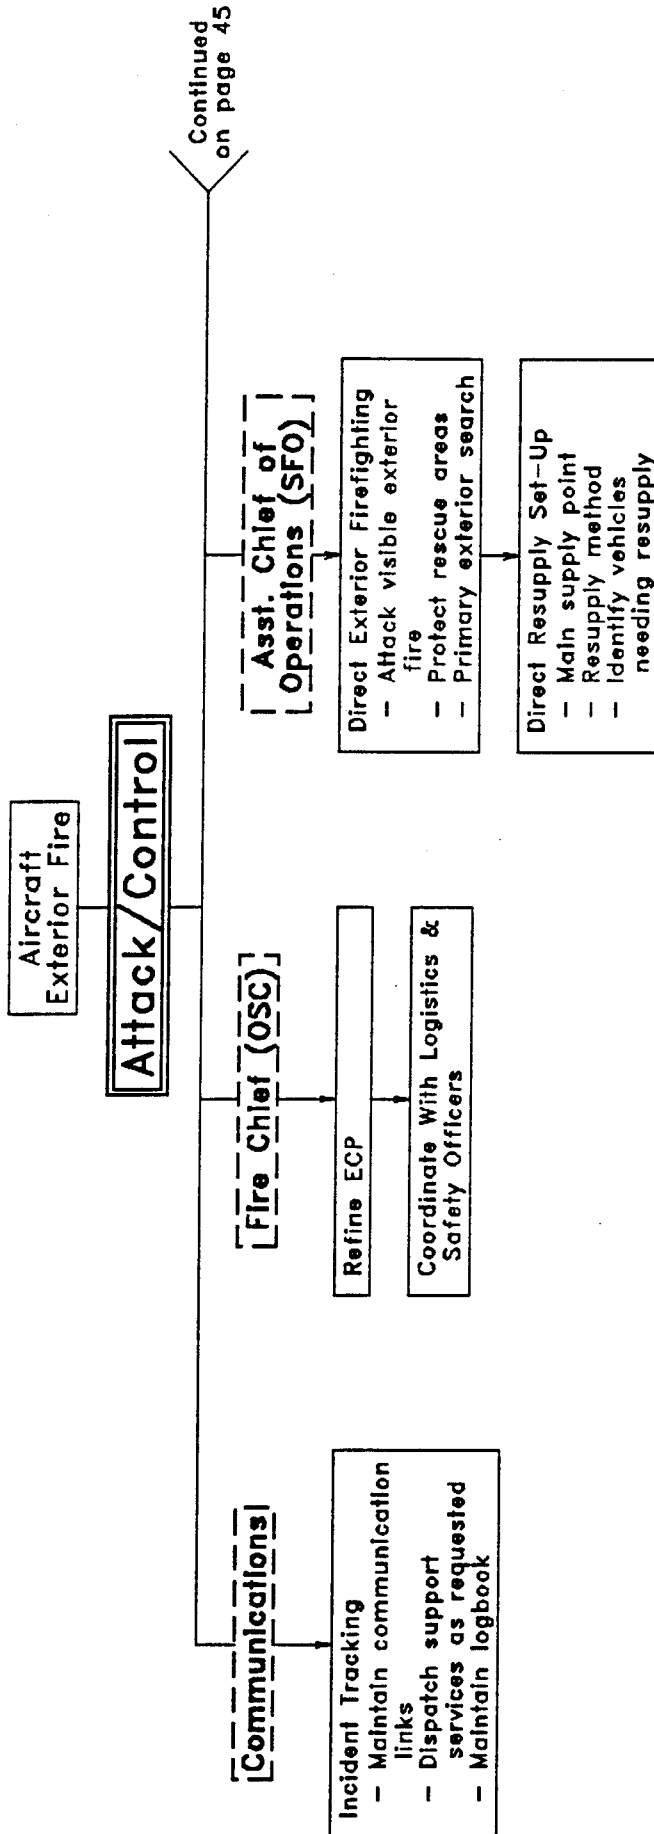 Aircraft
Exterior Fire
Attack/Control
Continued
on page 45
Communications
Incident Tracking
- Maintain communication
links
- Dispatch support
services as requested
- Maintain logbook
Fire Chief (OSC)
Refine ECP
Coordinate With Logistics &
Safety Officers
Asst. Chief of
Operations (SFO)
Direct Exterior Firefighting
- Attack visible exterior
fire
- Protect rescue areas
- Primary exterior search
Direct Resupply Set-Up
- Main supply point
- Resupply method
- Identify vehicles
needing resupply